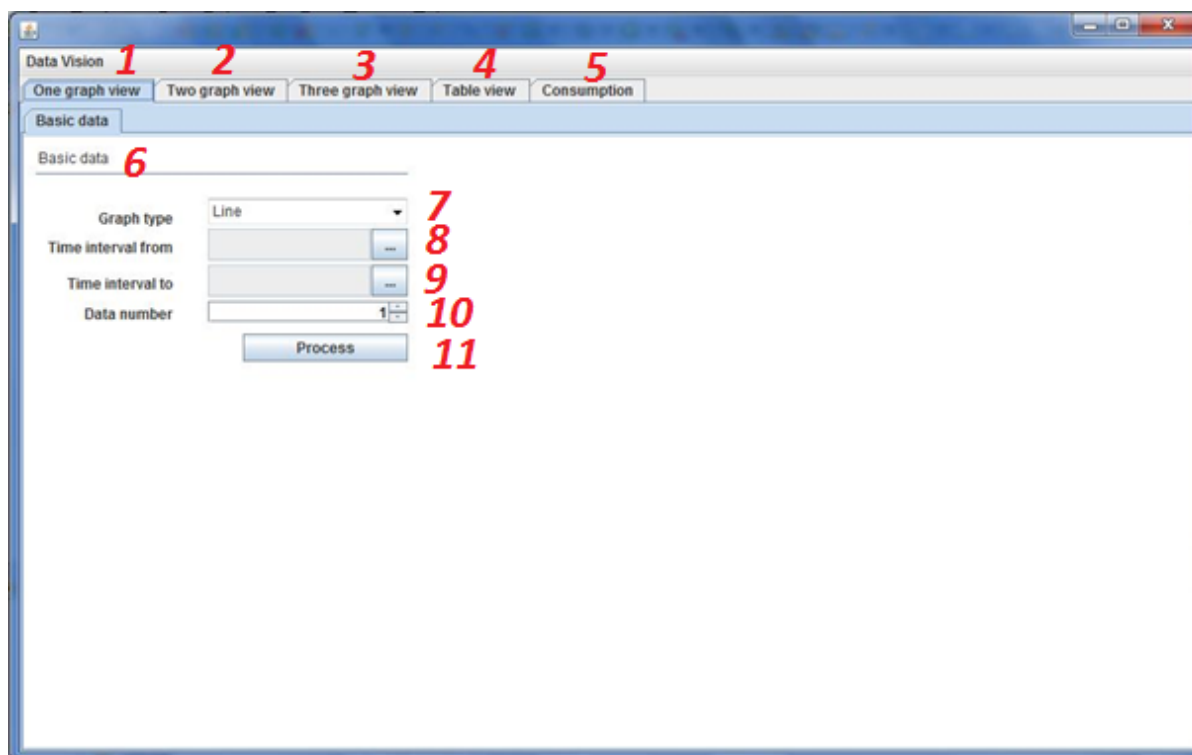 Data Vision 1 2 3 4 5
One graph view Two graph view Three graph view Table view Consumption
Basic data
Basic data 6
Graph type Line 7
Time interval from ... 8
Time interval to ... 9
Data number 1 10
Process 11